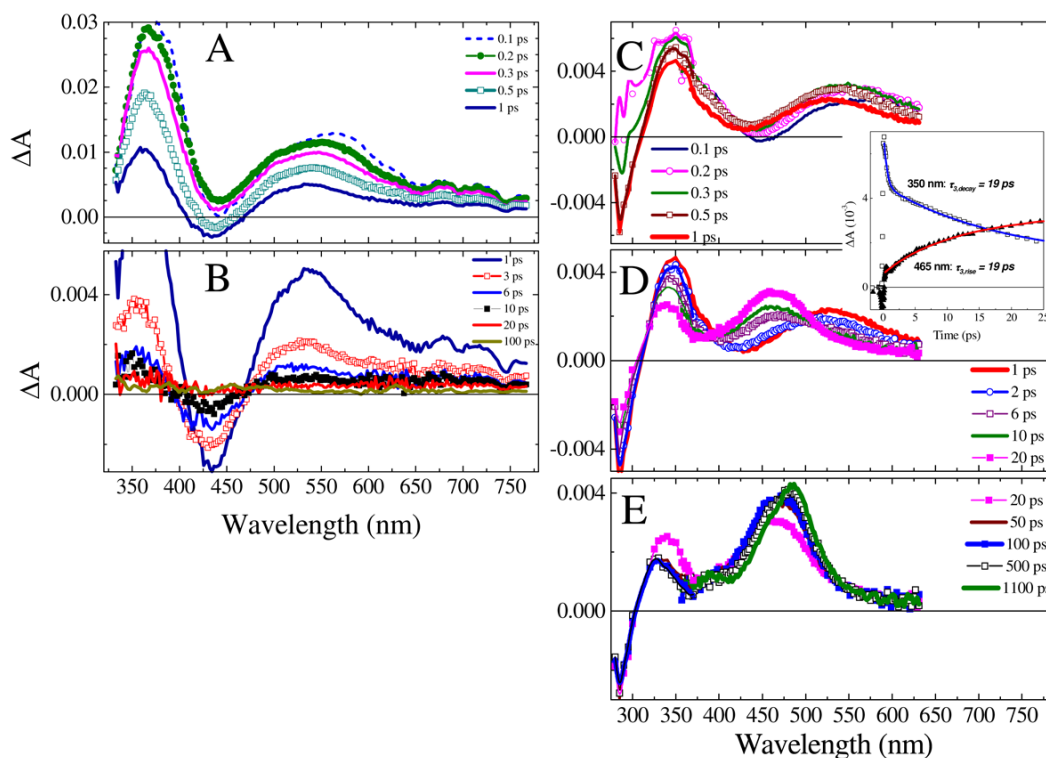 A
0.03
0.02
0.01
0.00
ΔA
0.1 ps
0.2 ps
0.3 ps
0.5 ps
1 ps
B
0.004
0.000
ΔA
1 ps
3 ps
6 ps
10 ps
20 ps
100 ps
350 400 450 500 550 600 650 700 750
Wavelength (nm)
C
0.004
0.000
-0.004
0.1 ps
0.2 ps
0.3 ps
0.5 ps
1 ps
350 nm: τ3,decay = 19 ps
465 nm: τ3,rise = 19 ps
ΔA (10-3)
4
0
0 5 10 15 20 25
Time (ps)
D
0.004
0.000
-0.004
1 ps
2 ps
6 ps
10 ps
20 ps
E
0.004
0.000
20 ps
50 ps
100 ps
500 ps
1100 ps
300 350 400 450 500 550 600 650 700 750
Wavelength (nm)